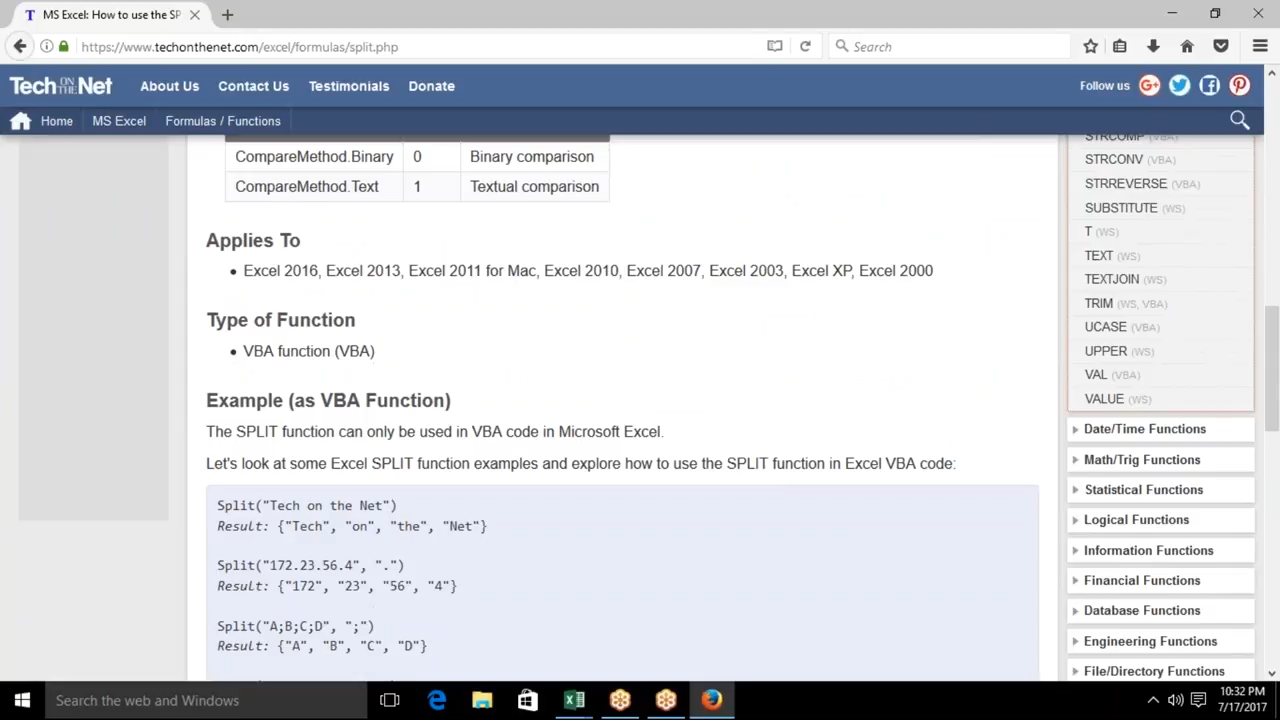 MS Excel: How to use the SP
https://www.techonthenet.com/excel/formulas/split.php
Search
Tech ON THE Net
About Us
Contact Us
Testimonials
Donate
Follow us
Home
MS Excel
Formulas / Functions
CompareMethod.Binary 0 Binary comparison
CompareMethod.Text 1 Textual comparison
Applies To
• Excel 2016, Excel 2013, Excel 2011 for Mac, Excel 2010, Excel 2007, Excel 2003, Excel XP, Excel 2000
Type of Function
• VBA function (VBA)
Example (as VBA Function)
The SPLIT function can only be used in VBA code in Microsoft Excel.
Let's look at some Excel SPLIT function examples and explore how to use the SPLIT function in Excel VBA code:
Split("Tech on the Net")
Result: {"Tech", "on", "the", "Net"}
Split("172.23.56.4", ".")
Result: {"172", "23", "56", "4"}
Split("A;B;C;D", ";")
Result: {"A", "B", "C", "D"}
STRCOMP (VBA)
STRCONV (VBA)
STRREVERSE (VBA)
SUBSTITUTE (WS)
T (WS)
TEXT (WS)
TEXTJOIN (WS)
TRIM (WS, VBA)
UCASE (VBA)
UPPER (WS)
VAL (VBA)
VALUE (WS)
Date/Time Functions
Math/Trig Functions
Statistical Functions
Logical Functions
Information Functions
Financial Functions
Database Functions
Engineering Functions
File/Directory Functions
Search the web and Windows
10:32 PM
7/17/2017